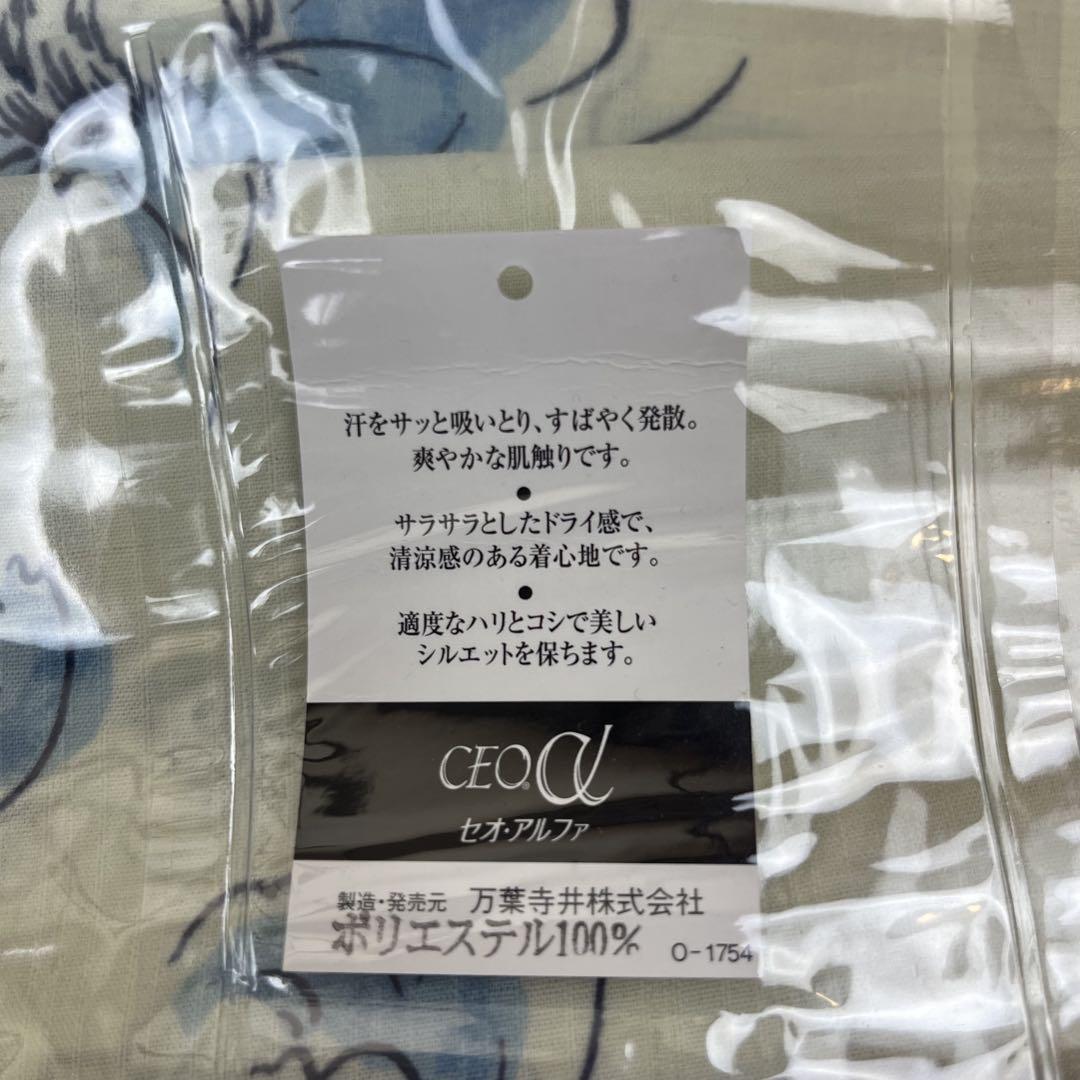 汗をサッと吸いとり、すばやく発散。
爽やかな肌触りです。
●
サラサラとしたドライ感で、
清涼感のある着心地です。
●
適度なハリとコシで美しい
シルエットを保ちます。
CEO®α
セオ・アルファ
製造・発売元 万葉寺井株式会社
ポリエステル100%
O-1754